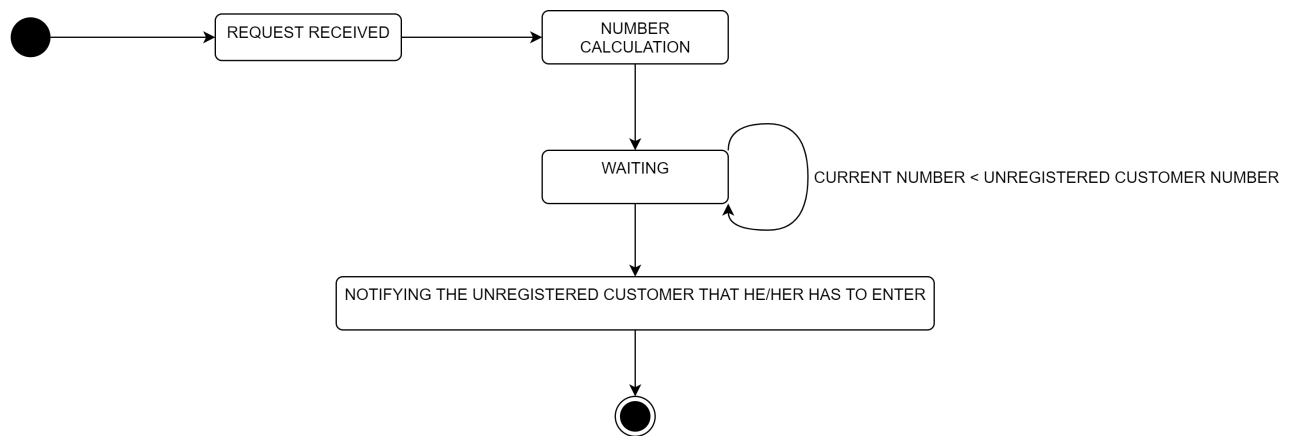 REQUEST RECEIVED
NUMBER
CALCULATION
WAITING
CURRENT NUMBER < UNREGISTERED CUSTOMER NUMBER
NOTIFYING THE UNREGISTERED CUSTOMER THAT HE/HER HAS TO ENTER